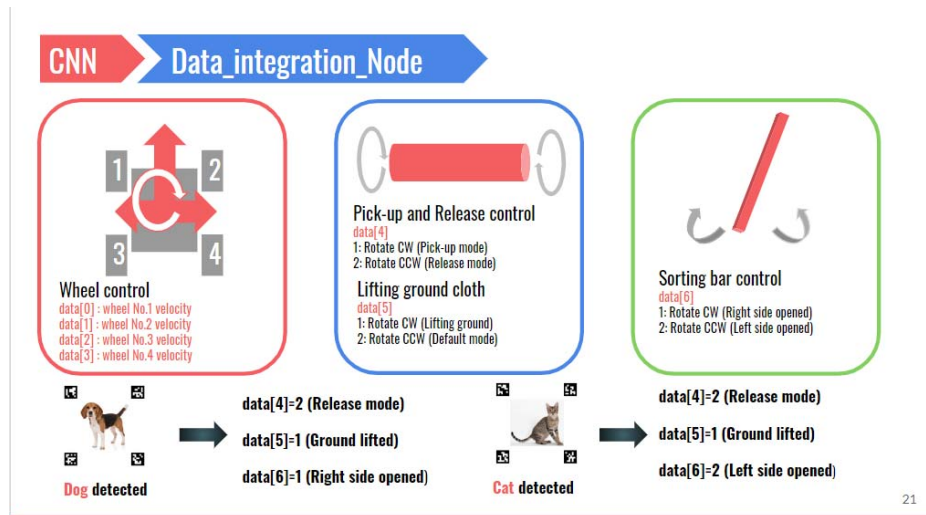 CNN
Data_integration_Node
1
2
3
4
Wheel control
data[0] : wheel No.1 velocity
data[1] : wheel No.2 velocity
data[2] : wheel No.3 velocity
data[3] : wheel No.4 velocity
Pick-up and Release control
data[4]
1: Rotate CW (Pick-up mode)
2: Rotate CCW (Release mode)
Lifting ground cloth
data[5]
1: Rotate CW (Lifting ground)
2: Rotate CCW (Default mode)
Sorting bar control
data[6]
1: Rotate CW (Right side opened)
2: Rotate CCW (Left side opened)
Dog detected
data[4]=2 (Release mode)
data[5]=1 (Ground lifted)
data[6]=1 (Right side opened)
Cat detected
data[4]=2 (Release mode)
data[5]=1 (Ground lifted)
data[6]=2 (Left side opened)
21